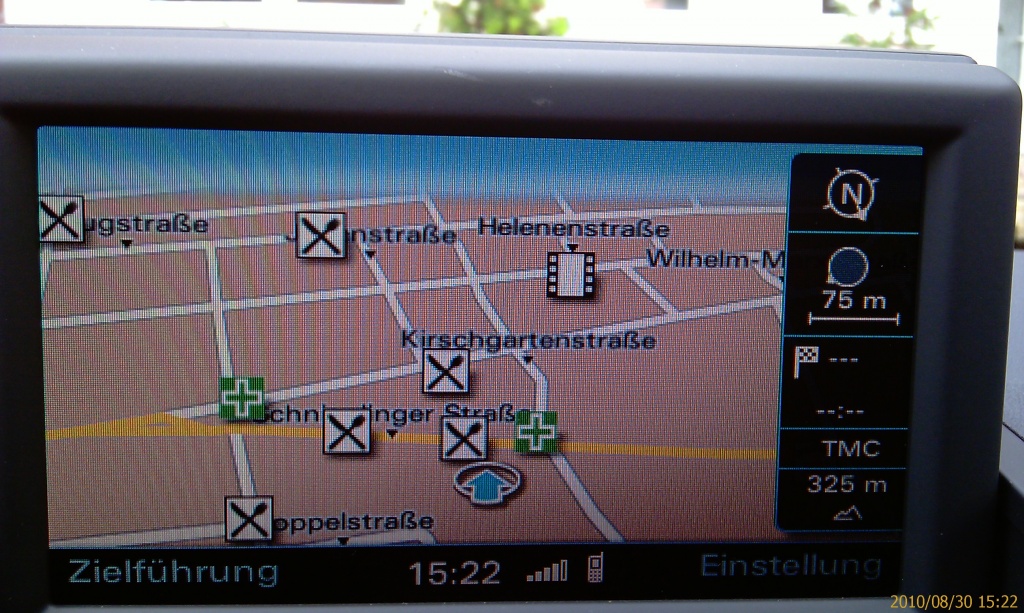 ugstraße
nstraße
Helenenstraße
Wilhelm-M
Kirschgartenstraße
Straße
oppelstraße
N
75 m
---
--:--
TMC
325 m
Zielführung
15:22
Einstellung
2010/08/30 15:22